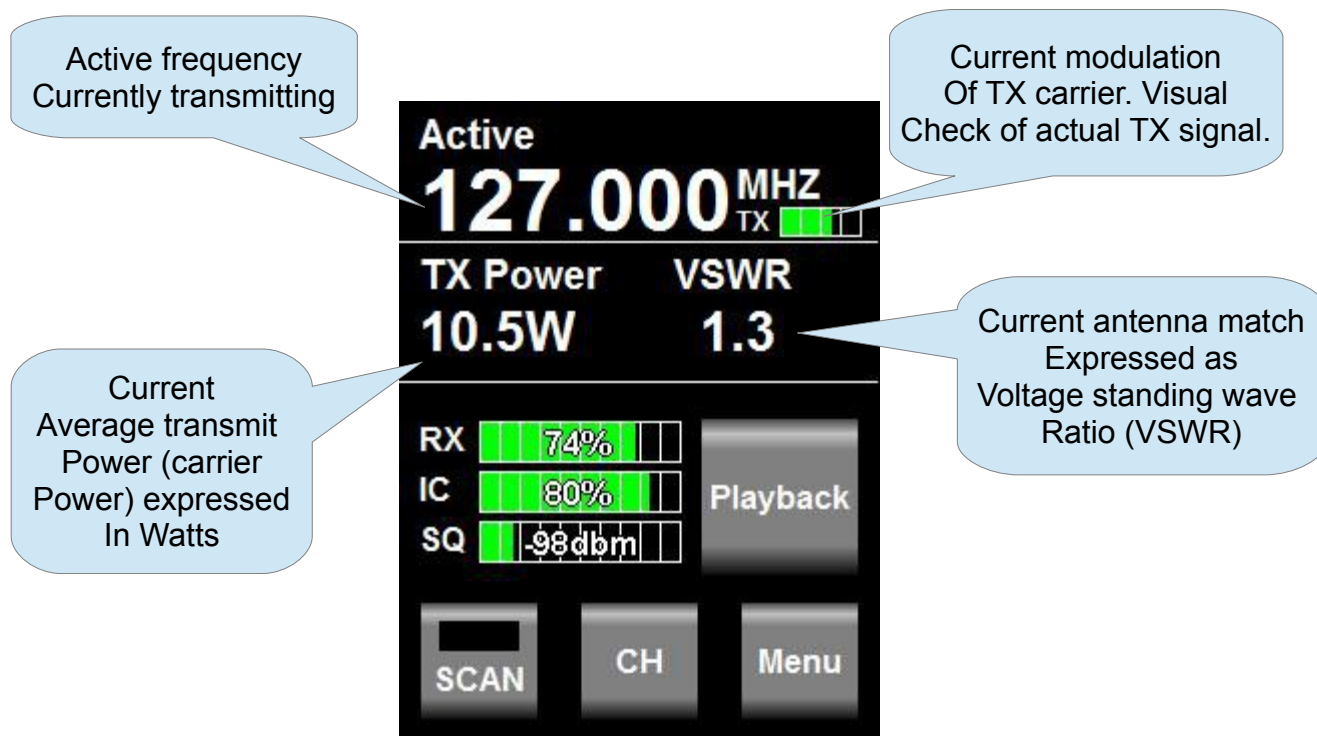 Active frequency
Currently transmitting
Current modulation
Of TX carrier. Visual
Check of actual TX signal.
Active
127.000 MHZ
TX
TX Power VSWR
10.5W 1.3
Current antenna match
Expressed as
Voltage standing wave
Ratio (VSWR)
Current
Average transmit
Power (carrier
Power) expressed
In Watts
RX 74%
IC 80%
SQ -98dbm
Playback
SCAN
CH
Menu